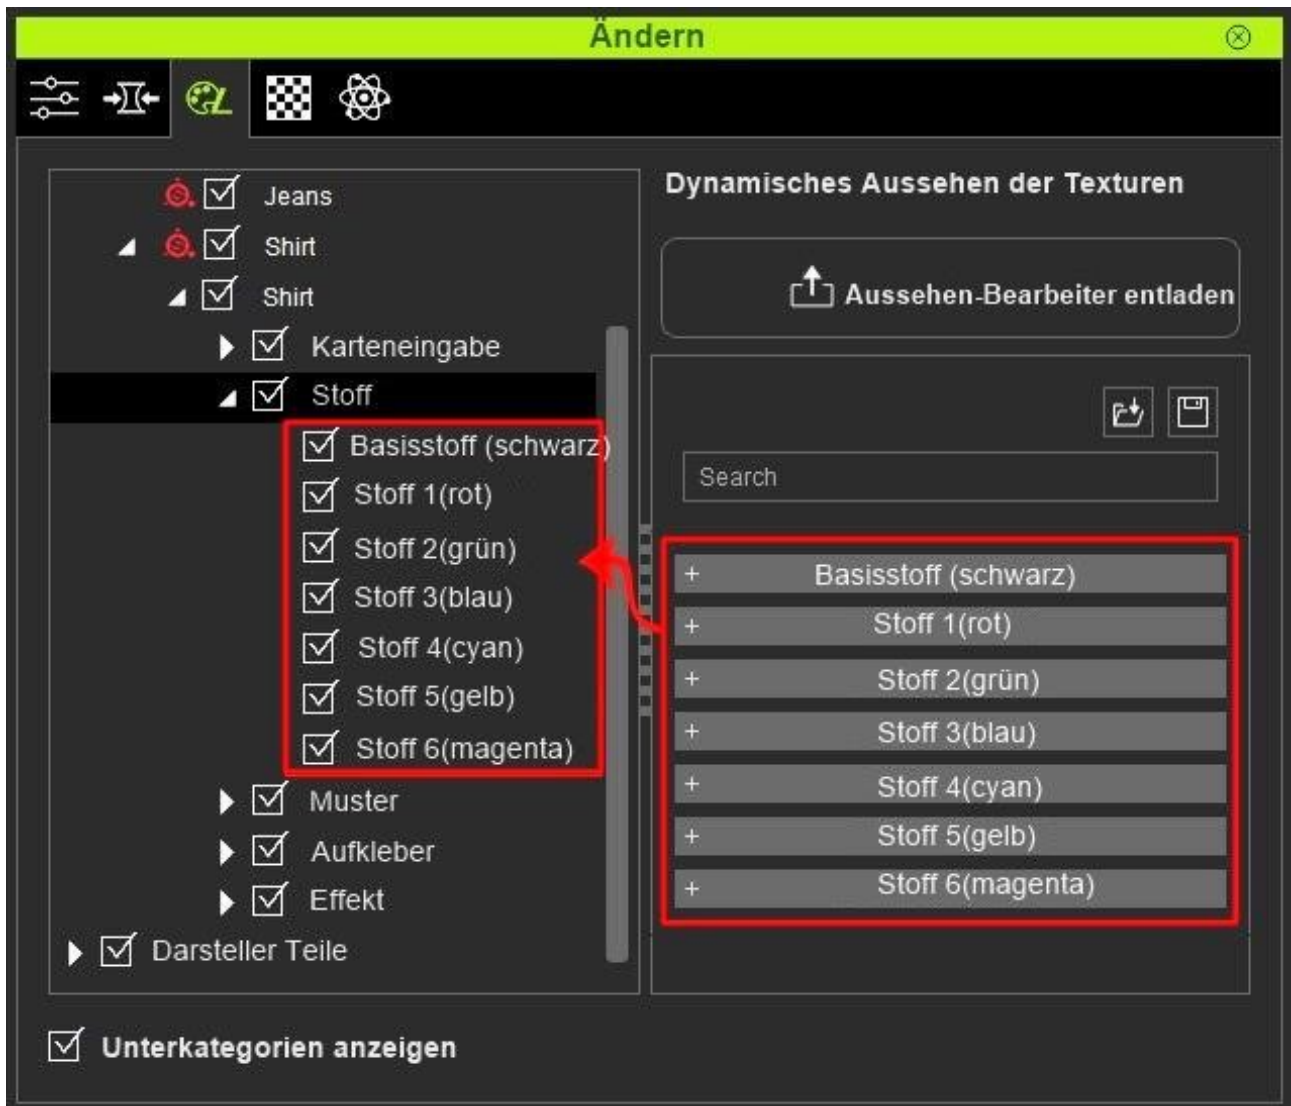 Ändern
Jeans
Shirt
Shirt
Karteneingabe
Stoff
Basisstoff (schwarz)
Stoff 1(rot)
Stoff 2(grün)
Stoff 3(blau)
Stoff 4(cyan)
Stoff 5(gelb)
Stoff 6(magenta)
Muster
Aufkleber
Effekt
Darsteller Teile
Unterkategorien anzeigen
Dynamisches Aussehen der Texturen
Aussehen-Bearbeiter entladen
Search
+ Basisstoff (schwarz)
+ Stoff 1(rot)
+ Stoff 2(grün)
+ Stoff 3(blau)
+ Stoff 4(cyan)
+ Stoff 5(gelb)
+ Stoff 6(magenta)